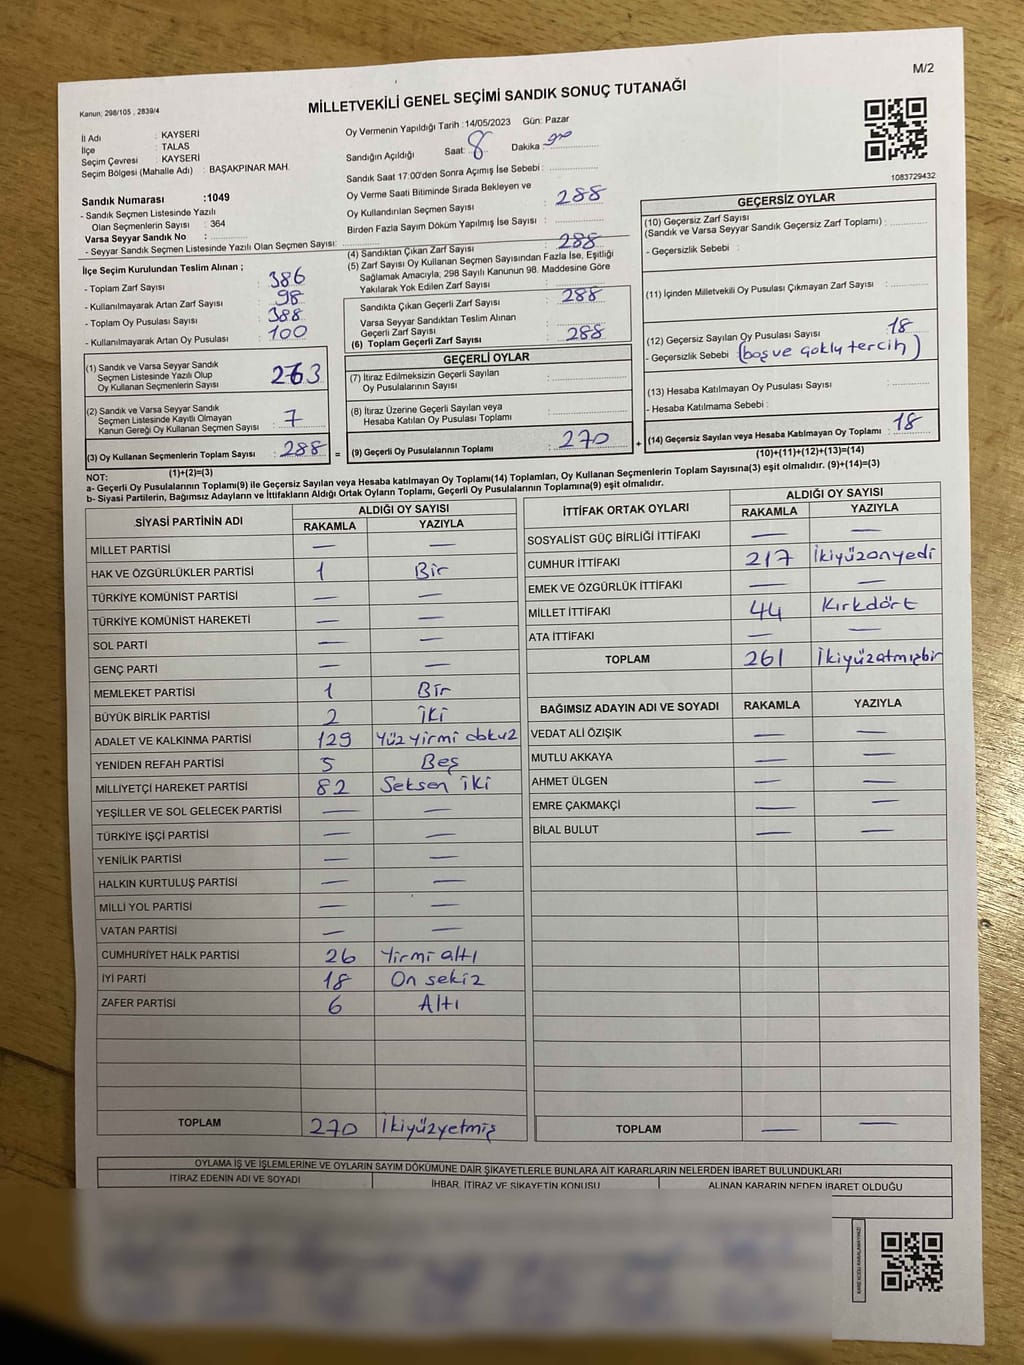 M/2
Kanun: 298/105 , 2839/4
MİLLETVEKİLİ GENEL SEÇİMİ SANDIK SONUÇ TUTANAĞI
İl Adı : KAYSERİ
İlçe : TALAS
Seçim Çevresi : KAYSERİ
Seçim Bölgesi (Mahalle Adı) : BAŞAKPINAR MAH.
Sandık Numarası :1049
- Sandık Seçmen Listesinde Yazılı
Olan Seçmenlerin Sayısı : 364
Varsa Seyyar Sandık No :
- Seyyar Sandık Seçmen Listesinde Yazılı Olan Seçmen Sayısı:
İlçe Seçim Kurulundan Teslim Alınan ;
- Toplam Zarf Sayısı : 386
- Kullanılmayarak Artan Zarf Sayısı : 98
- Toplam Oy Pusulası Sayısı : 388
- Kullanılmayarak Artan Oy Pusulası : 100
(1) Sandık ve Varsa Seyyar Sandık
Seçmen Listesinde Yazılı Olup
Oy Kullanan Seçmenlerin Sayısı : 263
(2) Sandık ve Varsa Seyyar Sandık
Seçmen Listesinde Kayıtlı Olmayan
Kanun Gereği Oy Kullanan Seçmen Sayısı : 7
(3) Oy Kullanan Seçmenlerin Toplam Sayısı : 288 =
(1)+(2)=(3)
Oy Vermenin Yapıldığı Tarih :14/05/2023 Gün: Pazar
Sandığın Açıldığı Saat: 8 Dakika :
Sandık Saat 17:00'den Sonra Açımış İse Sebebi :
Oy Verme Saati Bitiminde Sırada Bekleyen ve
Oy Kullandırılan Seçmen Sayısı : 288
Birden Fazla Sayım Döküm Yapılmış İse Sayısı :
(4) Sandıktan Çıkan Zarf Sayısı : 288
(5) Zarf Sayısı Oy Kullanan Seçmen Sayısından Fazla İse, Eşitliği
Sağlamak Amacıyla, 298 Sayılı Kanunun 98. Maddesine Göre
Yakılarak Yok Edilen Zarf Sayısı :
Sandıkta Çıkan Geçerli Zarf Sayısı : 288
Varsa Seyyar Sandıktan Teslim Alınan
Geçerli Zarf Sayısı :
(6) Toplam Geçerli Zarf Sayısı : 288
GEÇERLİ OYLAR
(7) İtiraz Edilmeksizin Geçerli Sayılan
Oy Pusulalarının Sayısı :
(8) İtiraz Üzerine Geçerli Sayılan veya
Hesaba Katılan Oy Pusulası Toplamı :
(9) Geçerli Oy Pusulalarının Toplamı : 270 +
1083729432
GEÇERSİZ OYLAR
(10) Geçersiz Zarf Sayısı
(Sandık ve Varsa Seyyar Sandık Geçersiz Zarf Toplamı) :
- Geçersizlik Sebebi :
(11) İçinden Milletvekili Oy Pusulası Çıkmayan Zarf Sayısı :
(12) Geçersiz Sayılan Oy Pusulası Sayısı : 18
- Geçersizlik Sebebi : (boş ve çoklu tercih)
(13) Hesaba Katılmayan Oy Pusulası Sayısı :
- Hesaba Katılmama Sebebi :
(14) Geçersiz Sayılan veya Hesaba Katılmayan Oy Toplamı : 18
(10)+(11)+(12)+(13)=(14)
NOT:
a- Geçerli Oy Pusulalarının Toplamı(9) ile Geçersiz Sayılan veya Hesaba katılmayan Oy Toplamı(14) Toplamları, Oy Kullanan Seçmenlerin Toplam Sayısına(3) eşit olmalıdır. (9)+(14)=(3)
b- Siyasi Partilerin, Bağımsız Adayların ve İttifakların Aldığı Ortak Oyların Toplamı, Geçerli Oy Pusulalarının Toplamına(9) eşit olmalıdır.
SİYASİ PARTİNİN ADI ALDIĞI OY SAYISI
RAKAMLA YAZIYLA
MİLLET PARTİSİ — —
HAK VE ÖZGÜRLÜKLER PARTİSİ 1 Bir
TÜRKİYE KOMÜNİST PARTİSİ — —
TÜRKİYE KOMÜNİST HAREKETİ — —
SOL PARTİ — —
GENÇ PARTİ — —
MEMLEKET PARTİSİ 1 Bir
BÜYÜK BİRLİK PARTİSİ 2 iki
ADALET VE KALKINMA PARTİSİ 129 Yüz yirmi dokuz
YENİDEN REFAH PARTİSİ 5 Beş
MİLLİYETÇİ HAREKET PARTİSİ 82 Seksen iki
YEŞİLLER VE SOL GELECEK PARTİSİ — —
TÜRKİYE İŞÇİ PARTİSİ — —
YENİLİK PARTİSİ — —
HALKIN KURTULUŞ PARTİSİ — —
MİLLİ YOL PARTİSİ — —
VATAN PARTİSİ — —
CUMHURİYET HALK PARTİSİ 26 Yirmi altı
İYİ PARTİ 18 On sekiz
ZAFER PARTİSİ 6 Altı
TOPLAM 270 İkiyüzyetmiş
İTTİFAK ORTAK OYLARI ALDIĞI OY SAYISI
RAKAMLA YAZIYLA
SOSYALİST GÜÇ BİRLİĞİ İTTİFAKI — —
CUMHUR İTTİFAKI 217 İkiyüzonyedi
EMEK VE ÖZGÜRLÜK İTTİFAKI — —
MİLLET İTTİFAKI 44 Kırkdört
ATA İTTİFAKI — —
TOPLAM 261 İkiyüzatmışbir
BAĞIMSIZ ADAYIN ADI VE SOYADI RAKAMLA YAZIYLA
VEDAT ALİ ÖZIŞIK — —
MUTLU AKKAYA — —
AHMET ÜLGEN — —
EMRE ÇAKMAKÇİ — —
BİLAL BULUT — —
TOPLAM — —
OYLAMA İŞ VE İŞLEMLERİNE VE OYLARIN SAYIM DÖKÜMÜNE DAİR ŞİKAYETLERLE BUNLARA AİT KARARLARIN NELERDEN İBARET BULUNDUKLARI
İTİRAZ EDENİN ADI VE SOYADI İHBAR, İTİRAZ VE ŞİKAYETİN KONUSU ALINAN KARARIN NEDEN İBARET OLDUĞU